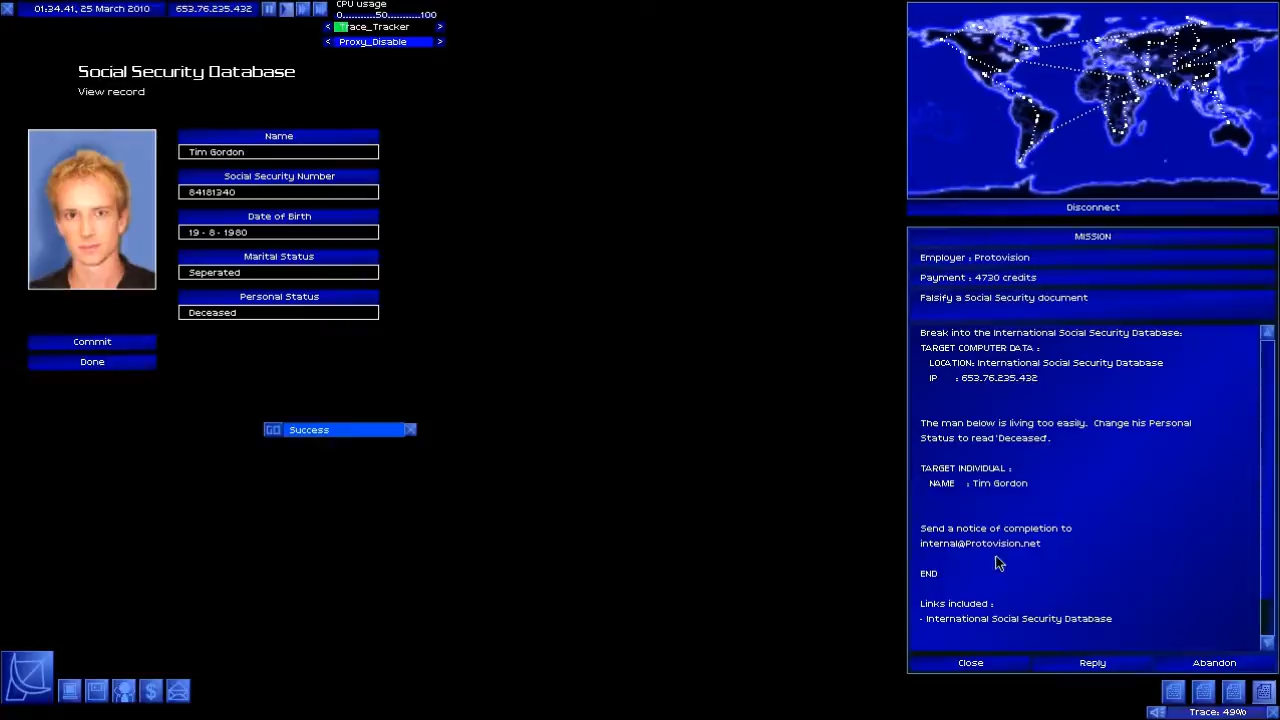 01:34.41, 25 March 2010
653.76.235.432
CPU usage
0..........50........100
< Trace_Tracker >
< Proxy_Disable >
Social Security Database
View record
Name
Tim Gordon
Social Security Number
84181340
Date of Birth
19 - 8 - 1980
Marital Status
Seperated
Personal Status
Deceased
Commit
Done
GO Success X
Disconnect
MISSION
Employer : Protovision
Payment : 4730 credits
Falsify a Social Security document
Break into the International Social Security Database:
TARGET COMPUTER DATA :
LOCATION: International Social Security Database
IP : 653.76.235.432
The man below is living too easily. Change his Personal
Status to read 'Deceased'.
TARGET INDIVIDUAL :
NAME : Tim Gordon
Send a notice of completion to
internal@Protovision.net
END
Links included :
- International Social Security Database
Close
Reply
Abandon
$
Trace: 49%